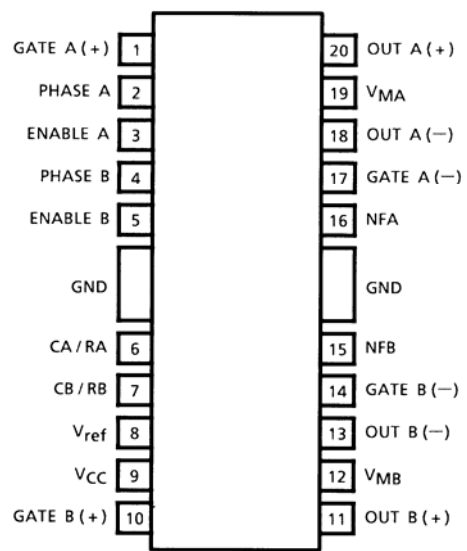 GATE A (+) 1 20 OUT A (+)
PHASE A 2 19 VMA
ENABLE A 3 18 OUT A (—)
PHASE B 4 17 GATE A (—)
ENABLE B 5 16 NFA
GND GND
CA / RA 6 15 NFB
CB / RB 7 14 GATE B (—)
Vref 8 13 OUT B (—)
VCC 9 12 VMB
GATE B (+) 10 11 OUT B (+)